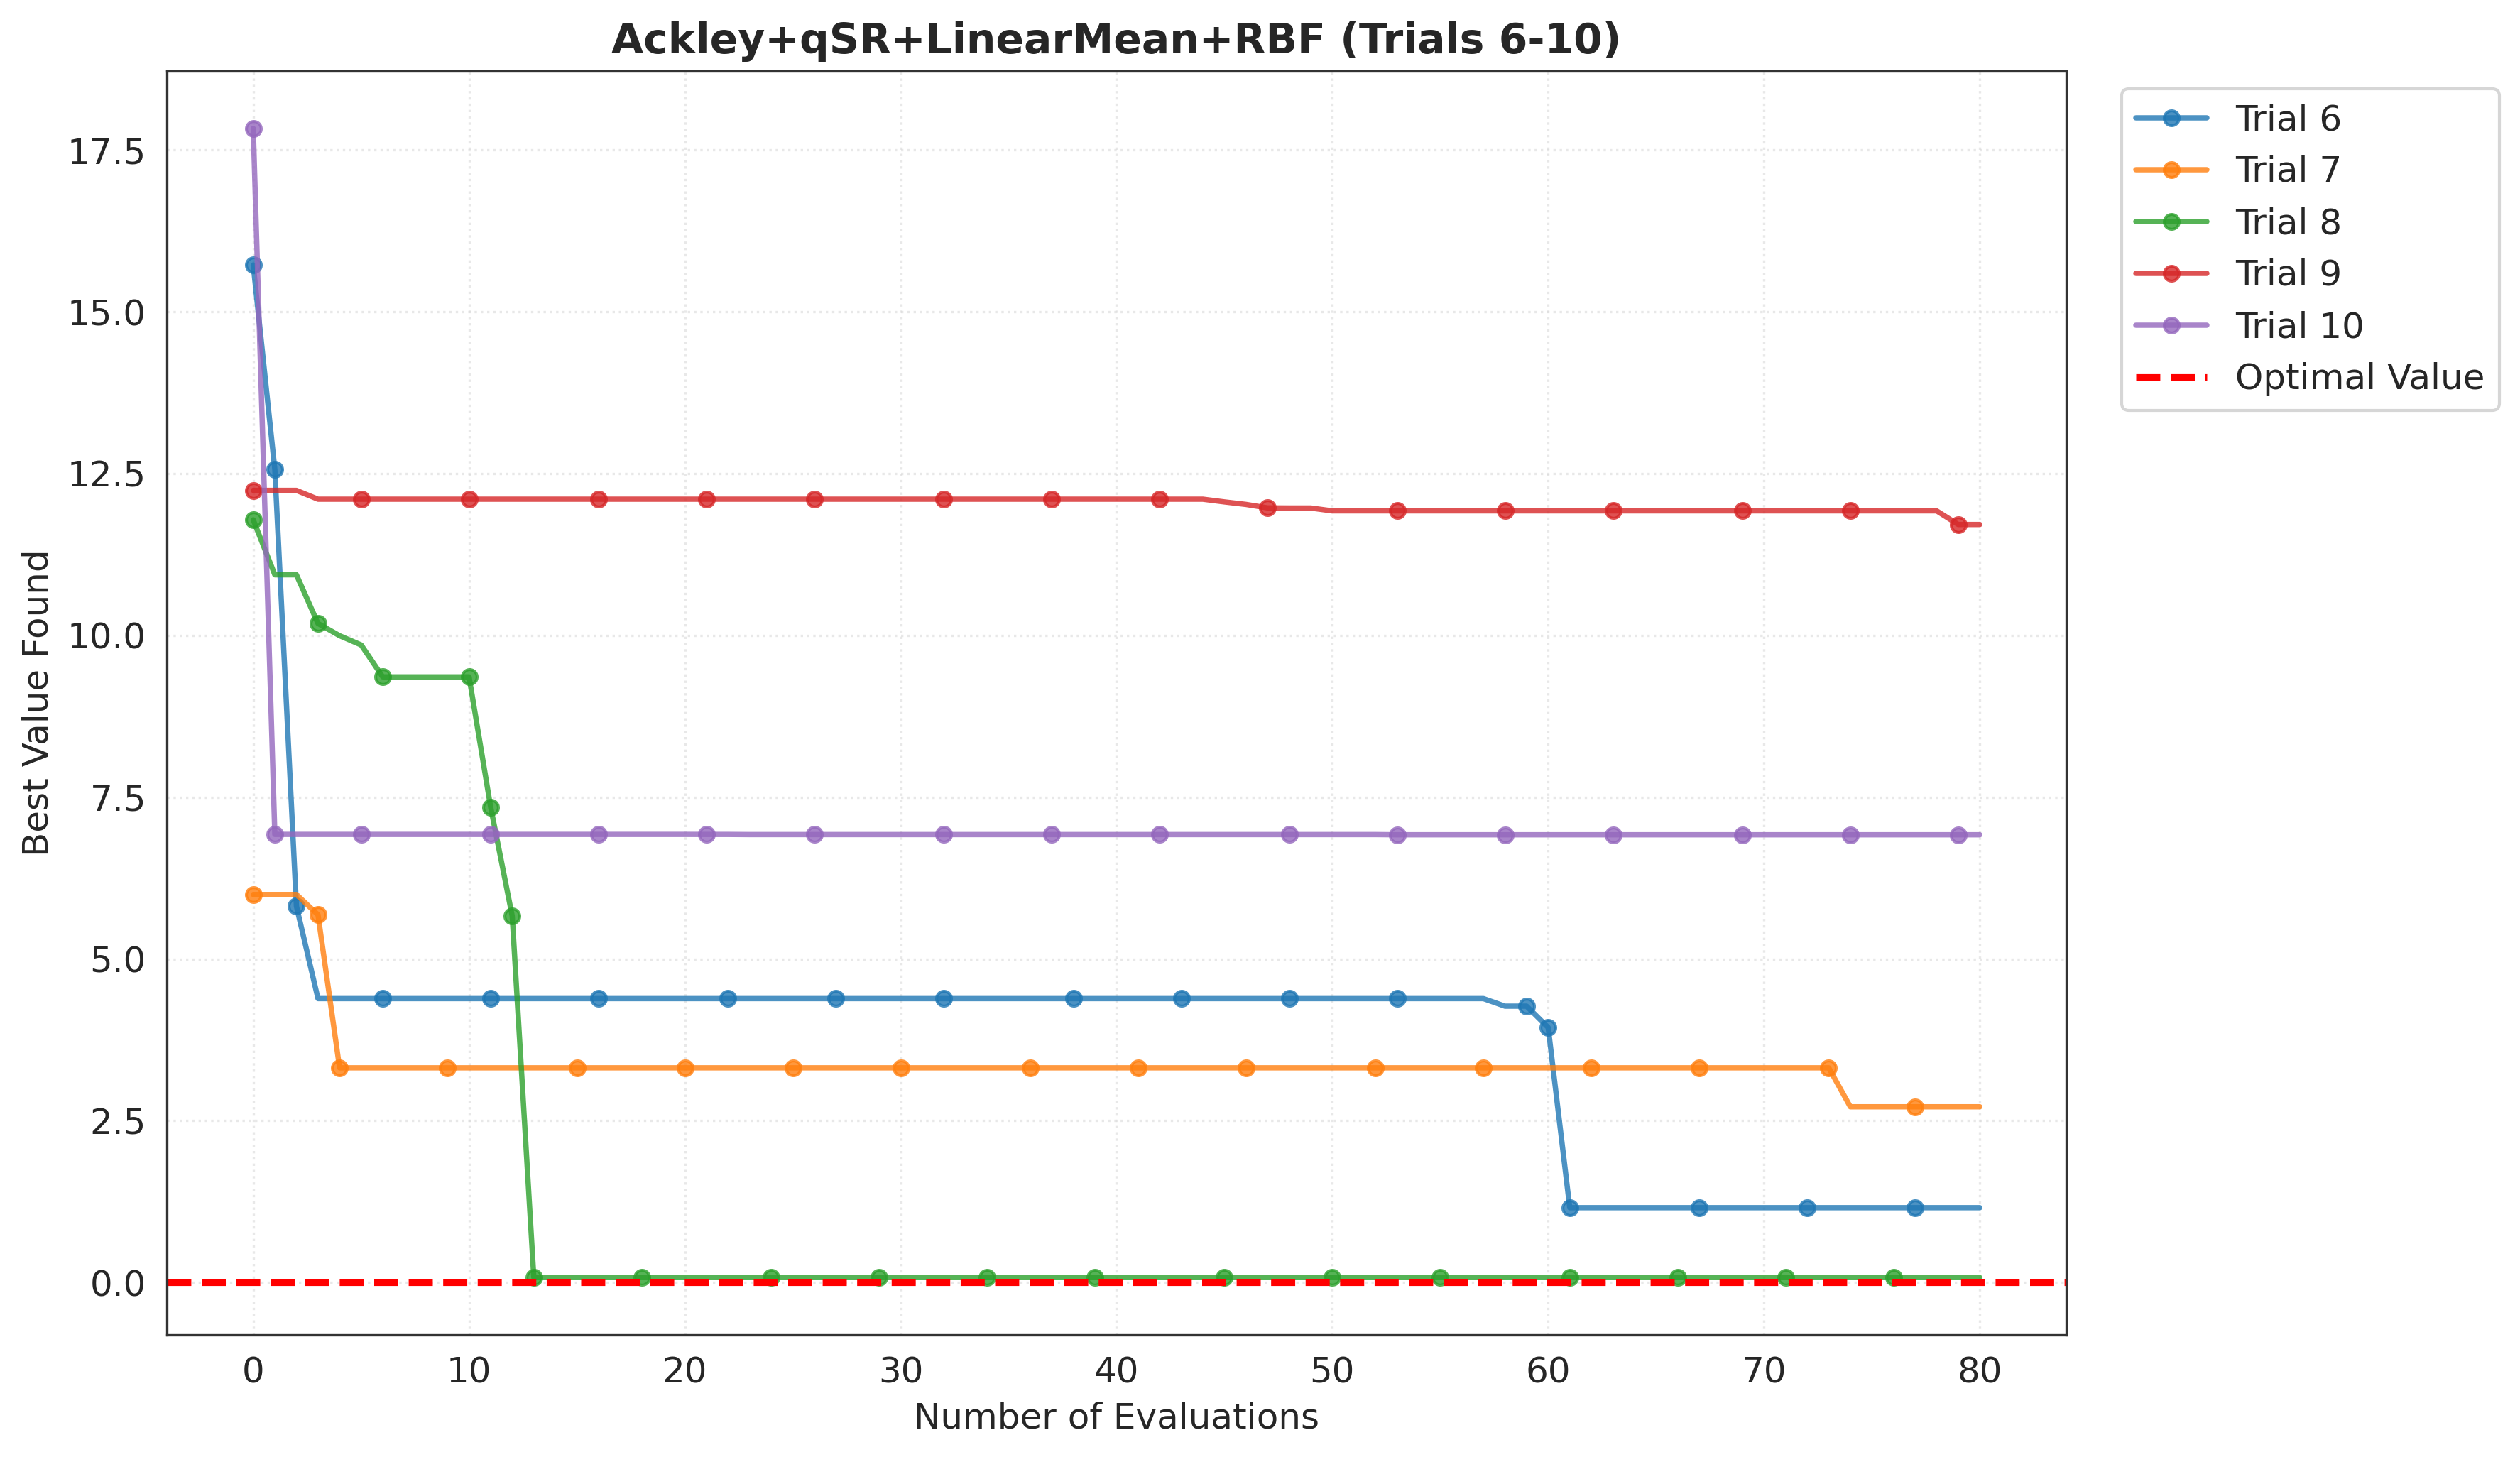 Ackley+qSR+LinearMean+RBF (Trials 6-10)
Best Value Found
17.5
15.0
12.5
10.0
7.5
5.0
2.5
0.0
0 10 20 30 40 50 60 70 80
Number of Evaluations
Trial 6
Trial 7
Trial 8
Trial 9
Trial 10
Optimal Value